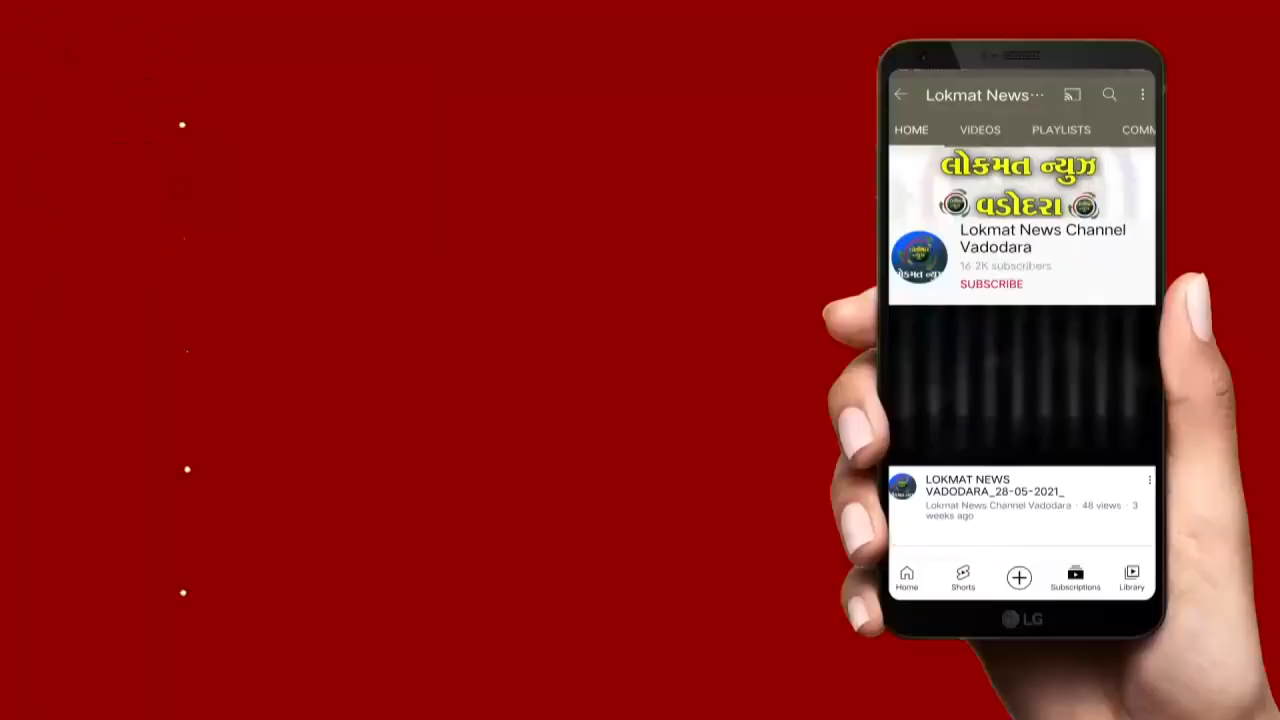 Lokmat News···
HOME VIDEOS PLAYLISTS COMM
લોકમત ન્યુઝ
વડોદરા
Lokmat News Channel
Vadodara
16.2K subscribers
SUBSCRIBE
લોકમત ન્યુઝ
LOKMAT NEWS
VADODARA_28-05-2021_
Lokmat News Channel Vadodara · 48 views · 3
weeks ago
Home Shorts Subscriptions Library
LG